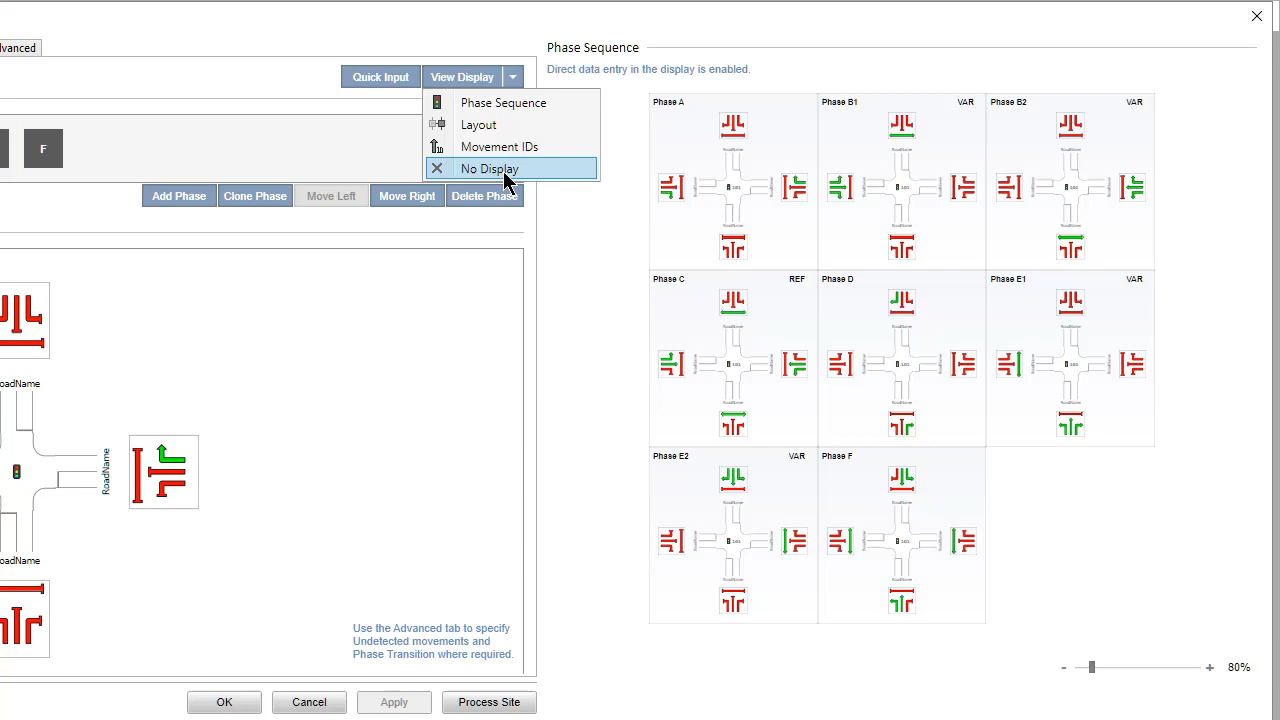 dvanced
Quick Input
View Display
Phase Sequence
Layout
Movement IDs
No Display
F
Add Phase
Clone Phase
Move Left
Move Right
Delete Phase
oadName
RoadName
oadName
Use the Advanced tab to specify
Undetected movements and
Phase Transition where required.
OK
Cancel
Apply
Process Site
Phase Sequence
Direct data entry in the display is enabled.
Phase A
Phase B1 VAR
Phase B2 VAR
Phase C REF
Phase D
Phase E1 VAR
Phase E2 VAR
Phase F
- + 80%